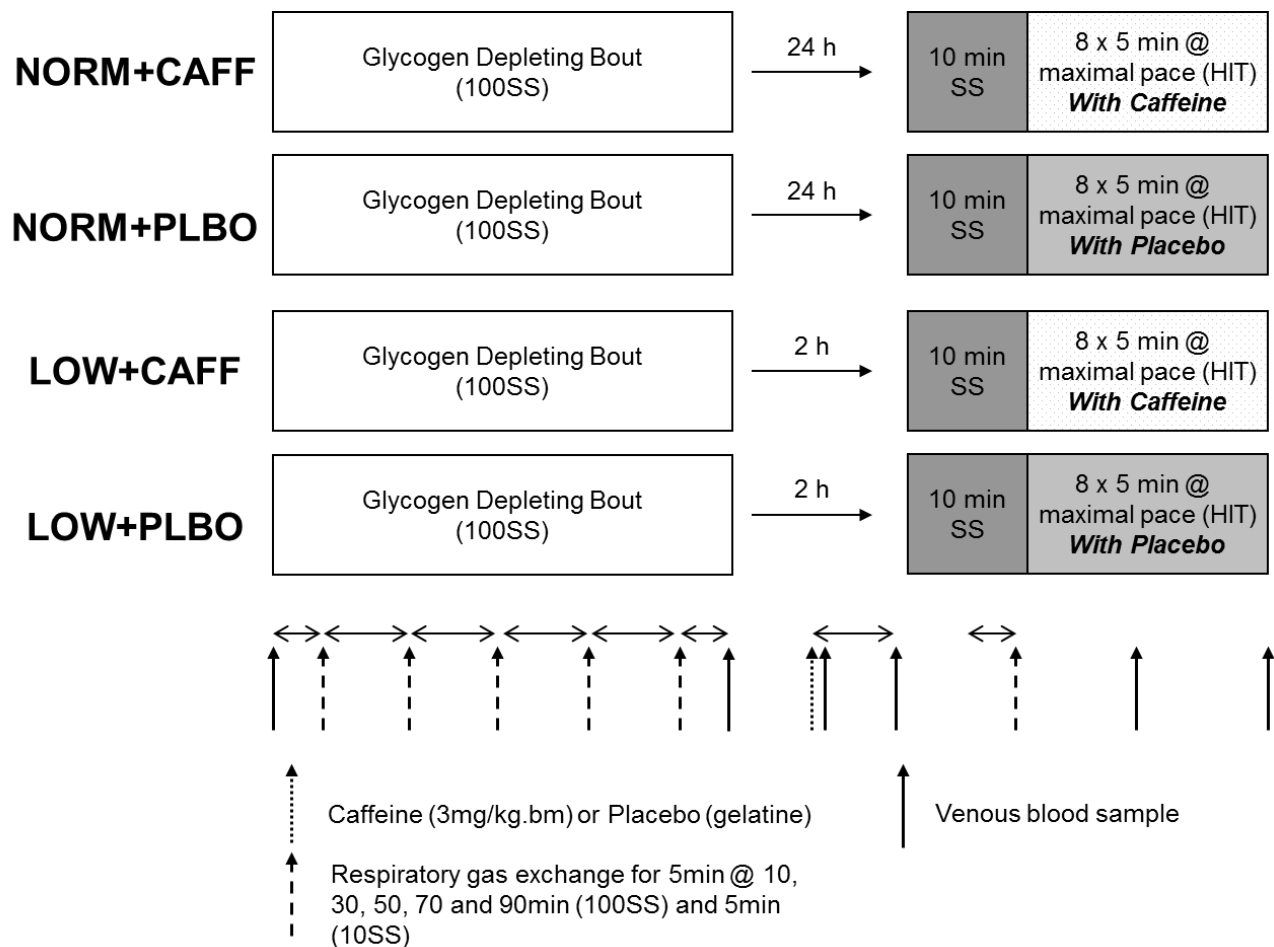 NORM+CAFF
Glycogen Depleting Bout
(100SS)
24 h
10 min
SS
8 x 5 min @
maximal pace (HIT)
With Caffeine
NORM+PLBO
Glycogen Depleting Bout
(100SS)
24 h
10 min
SS
8 x 5 min @
maximal pace (HIT)
With Placebo
LOW+CAFF
Glycogen Depleting Bout
(100SS)
2 h
10 min
SS
8 x 5 min @
maximal pace (HIT)
With Caffeine
LOW+PLBO
Glycogen Depleting Bout
(100SS)
2 h
10 min
SS
8 x 5 min @
maximal pace (HIT)
With Placebo
Caffeine (3mg/kg.bm) or Placebo (gelatine)
Venous blood sample
Respiratory gas exchange for 5min @ 10,
30, 50, 70 and 90min (100SS) and 5min
(10SS)